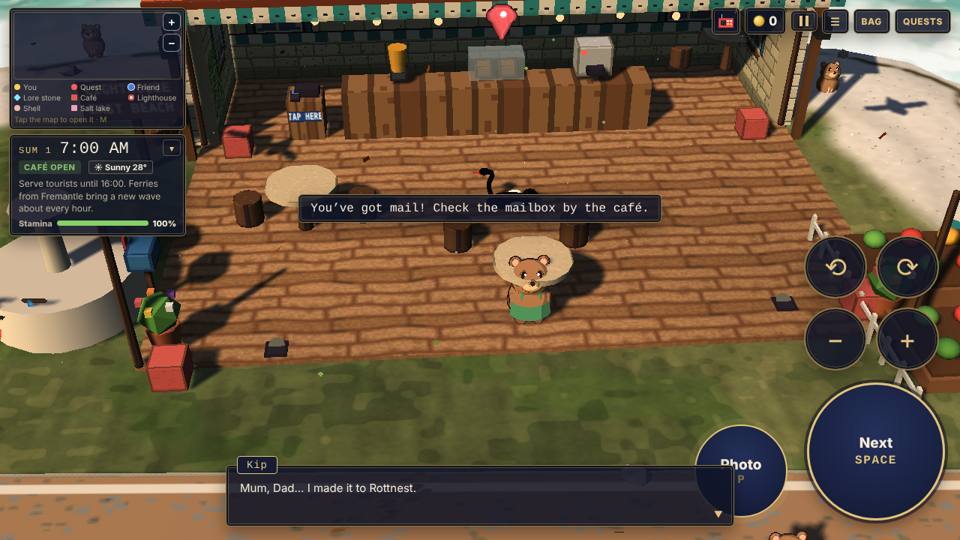 +
−
You
Quest
Friend
Lore stone
Café
Lighthouse
Shell
Salt lake
Tap the map to open it · M
0
BAG
QUESTS
SUM 1 7:00 AM
CAFÉ OPEN
Sunny 28°
Serve tourists until 16:00. Ferries
from Fremantle bring a new wave
about every hour.
Stamina 100%
TAP HERE
You've got mail! Check the mailbox by the café.
−
+
Next
SPACE
Photo
P
Kip
Mum, Dad… I made it to Rottnest.